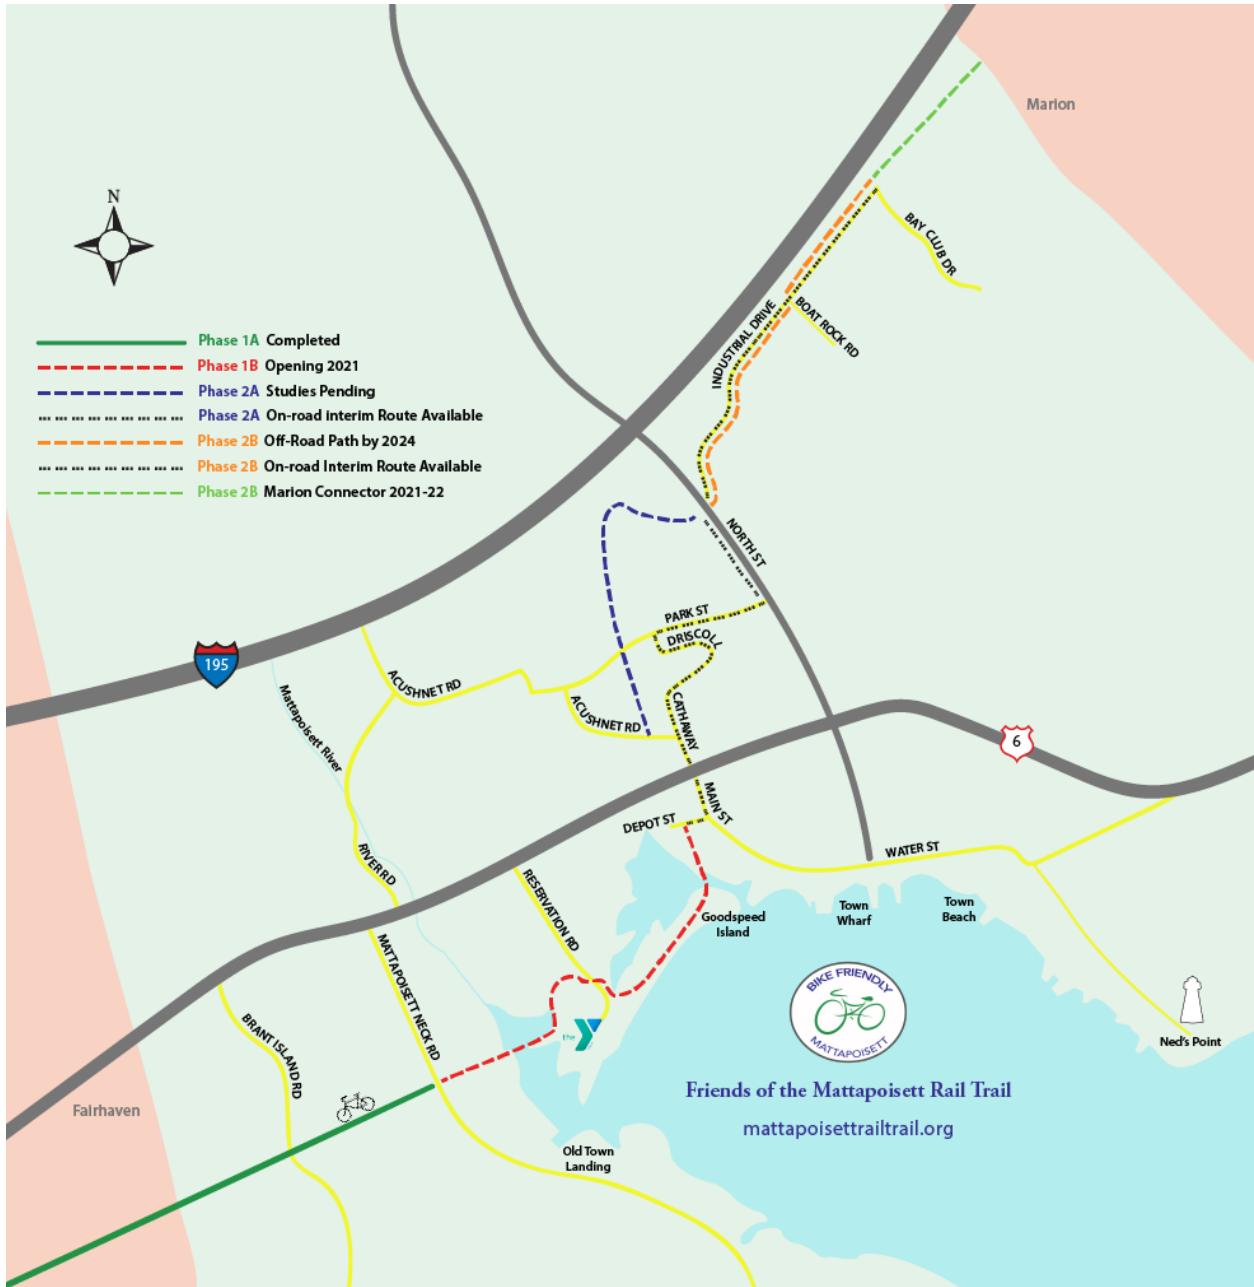 Marion
N
BAY CLUB DR
INDUSTRIAL DRIVE
BOAT ROCK RD
Phase 1A Completed
Phase 1B Opening 2021
Phase 2A Studies Pending
Phase 2A On-road interim Route Available
Phase 2B Off-Road Path by 2024
Phase 2B On-road Interim Route Available
Phase 2B Marion Connector 2021-22
NORTH ST
PARK ST
DRISCOLL
195
ACUSHNET RD
Mattapoisett River
ACUSHNET RD
CATHAWAY
6
MAIN ST
DEPOT ST
RIVER RD
WATER ST
RESERVATION RD
Goodspeed
Island
Town
Wharf
Town
Beach
MATTAPOISETT NECK RD
BIKE FRIENDLY
MATTAPOISETT
the Y
BRANT ISLAND RD
Ned's Point
Friends of the Mattapoisett Rail Trail
mattapoisettrailtrail.org
Fairhaven
Old Town
Landing